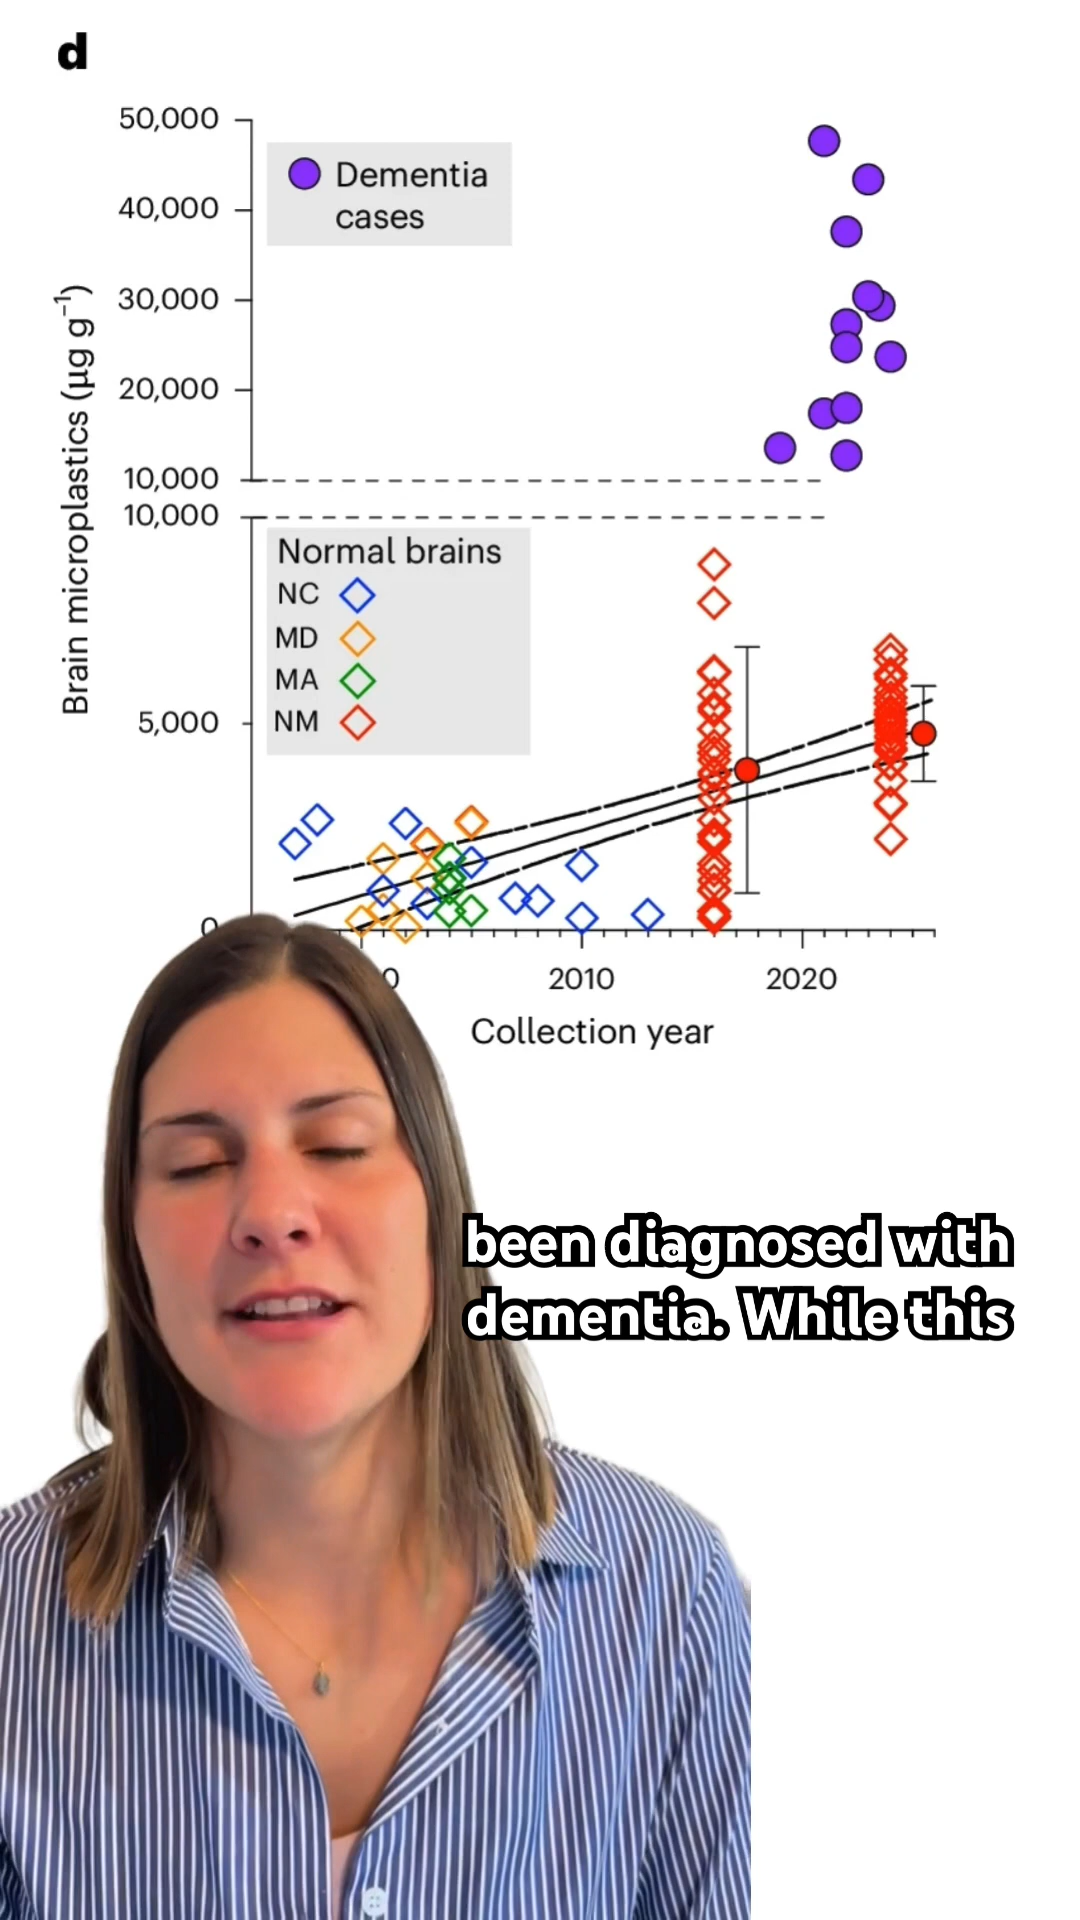 d
50,000
40,000
30,000
20,000
10,000
10,000
5,000
0
Brain microplastics (µg g⁻¹)
Dementia
cases
Normal brains
NC
MD
MA
NM
2010
2020
Collection year
been diagnosed with
dementia. While this